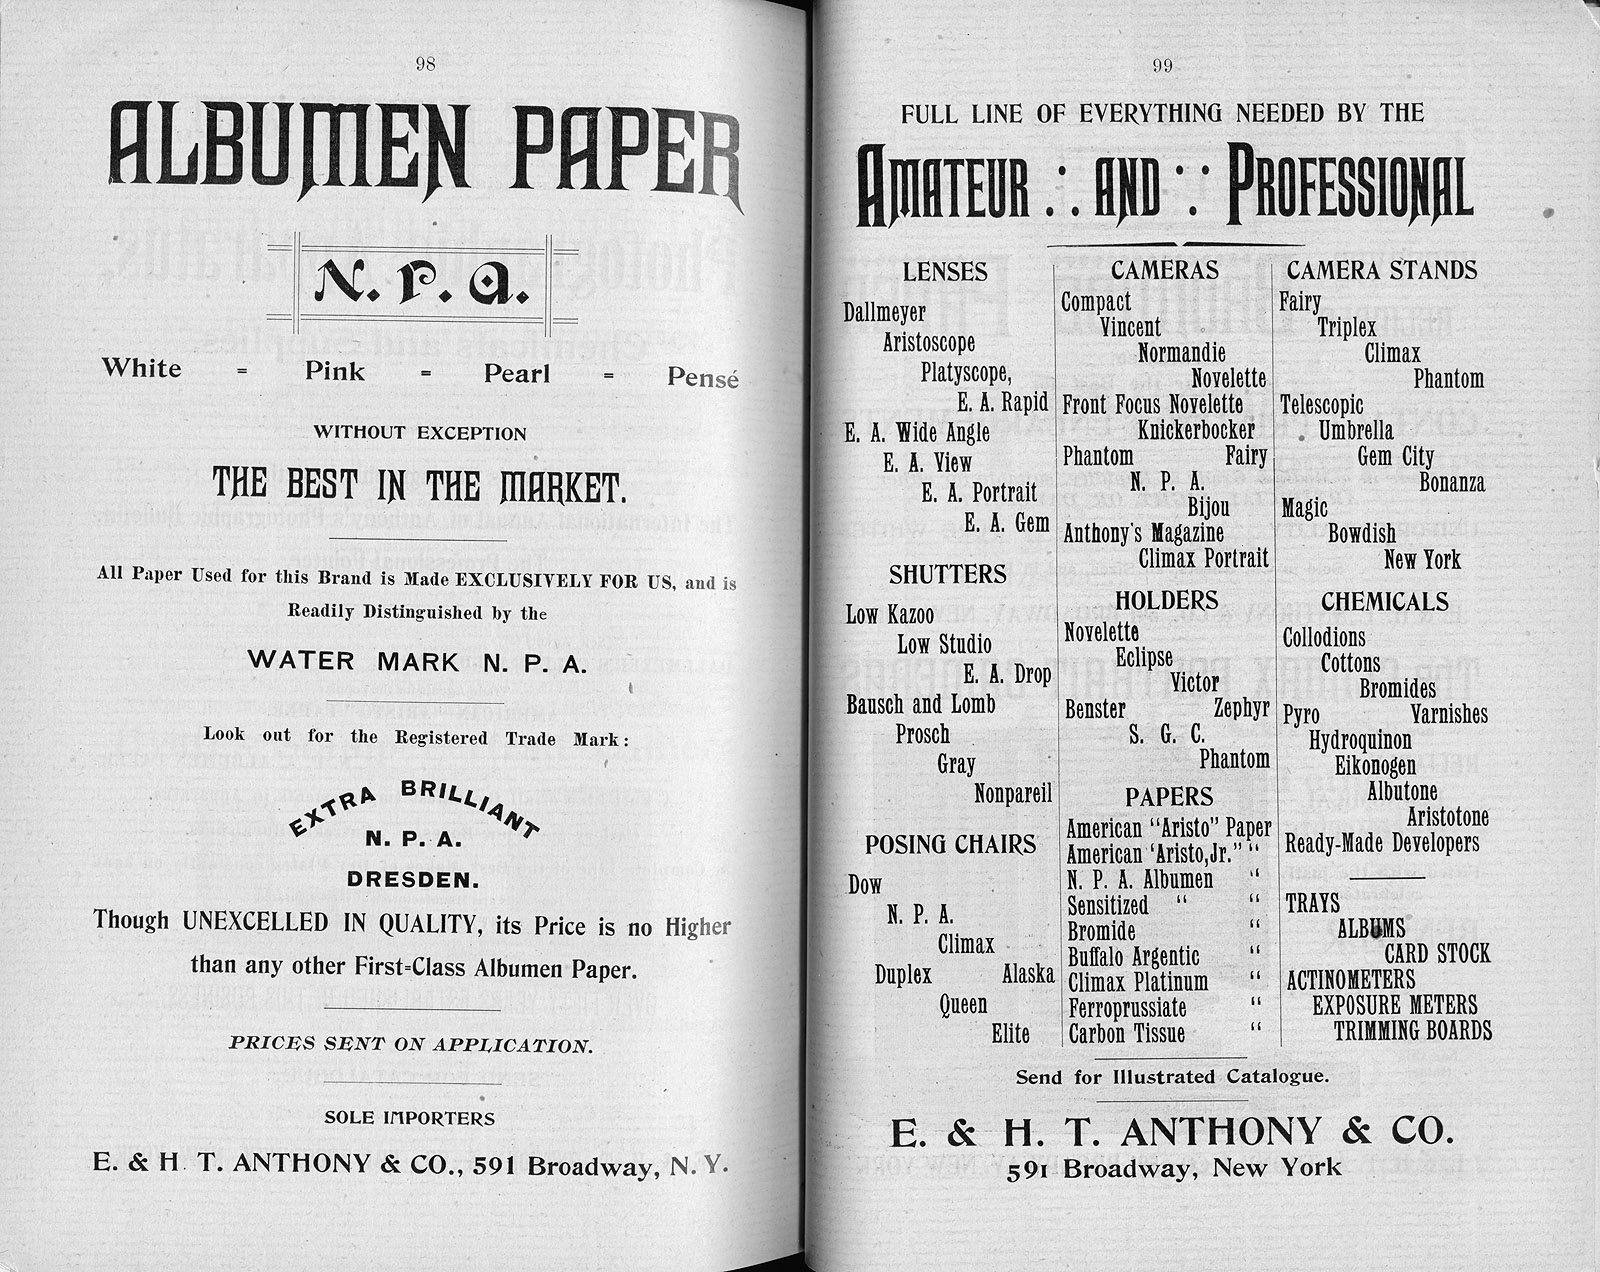 98
ALBUMEN PAPER
N. P. A.
White = Pink = Pearl = Pensé
WITHOUT EXCEPTION
THE BEST IN THE MARKET.
All Paper Used for this Brand is Made EXCLUSIVELY FOR US, and is
Readily Distinguished by the
WATER MARK N. P. A.
Look out for the Registered Trade Mark:
EXTRA BRILLIANT
N. P. A.
DRESDEN.
Though UNEXCELLED IN QUALITY, its Price is no Higher
than any other First=Class Albumen Paper.
PRICES SENT ON APPLICATION.
SOLE IMPORTERS
E. & H. T. ANTHONY & CO., 591 Broadway, N. Y.
99
FULL LINE OF EVERYTHING NEEDED BY THE
AMATEUR AND PROFESSIONAL
LENSES
Dallmeyer
Aristoscope
Platyscope,
E. A. Rapid
E. A. Wide Angle
E. A. View
E. A. Portrait
E. A. Gem
SHUTTERS
Low Kazoo
Low Studio
E. A. Drop
Bausch and Lomb
Prosch
Gray
Nonpareil
POSING CHAIRS
Dow
N. P. A.
Climax
Duplex Alaska
Queen
Elite
CAMERAS
Compact
Vincent
Normandie
Novelette
Front Focus Novelette
Knickerbocker
Phantom Fairy
N. P. A.
Bijou
Anthony's Magazine
Climax Portrait
HOLDERS
Novelette
Eclipse
Victor
Benster Zephyr
S. G. C.
Phantom
PAPERS
American "Aristo" Paper
American 'Aristo,Jr." "
N. P. A. Albumen "
Sensitized " "
Bromide "
Buffalo Argentic "
Climax Platinum "
Ferroprussiate "
Carbon Tissue "
CAMERA STANDS
Fairy
Triplex
Climax
Phantom
Telescopic
Umbrella
Gem City
Bonanza
Magic
Bowdish
New York
CHEMICALS
Collodions
Cottons
Bromides
Pyro Varnishes
Hydroquinon
Eikonogen
Albutone
Aristotone
Ready-Made Developers
TRAYS
ALBUMS
CARD STOCK
ACTINOMETERS
EXPOSURE METERS
TRIMMING BOARDS
Send for Illustrated Catalogue.
E. & H. T. ANTHONY & CO.
591 Broadway, New York